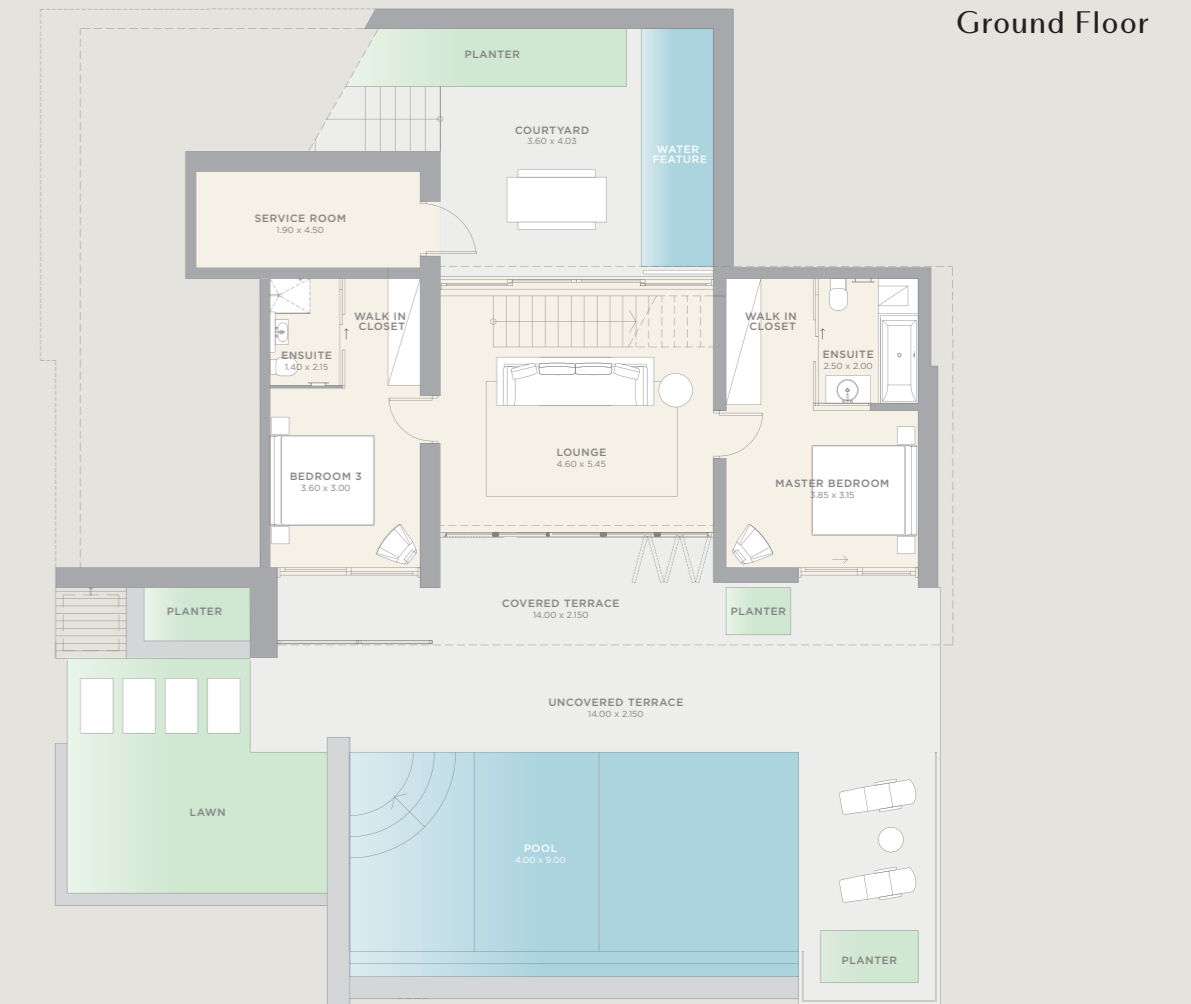 Ground Floor
PLANTER
COURTYARD
3.60 x 4.03
WATER
FEATURE
SERVICE ROOM
1.90 x 4.50
WALK IN
CLOSET
ENSUITE
1.40 x 2.15
WALK IN
CLOSET
ENSUITE
2.50 x 2.00
LOUNGE
4.60 x 5.45
BEDROOM 3
3.60 x 3.00
MASTER BEDROOM
3.85 x 3.15
COVERED TERRACE
14.00 x 2.150
PLANTER
PLANTER
UNCOVERED TERRACE
14.00 x 2.150
LAWN
POOL
4.00 x 9.00
PLANTER